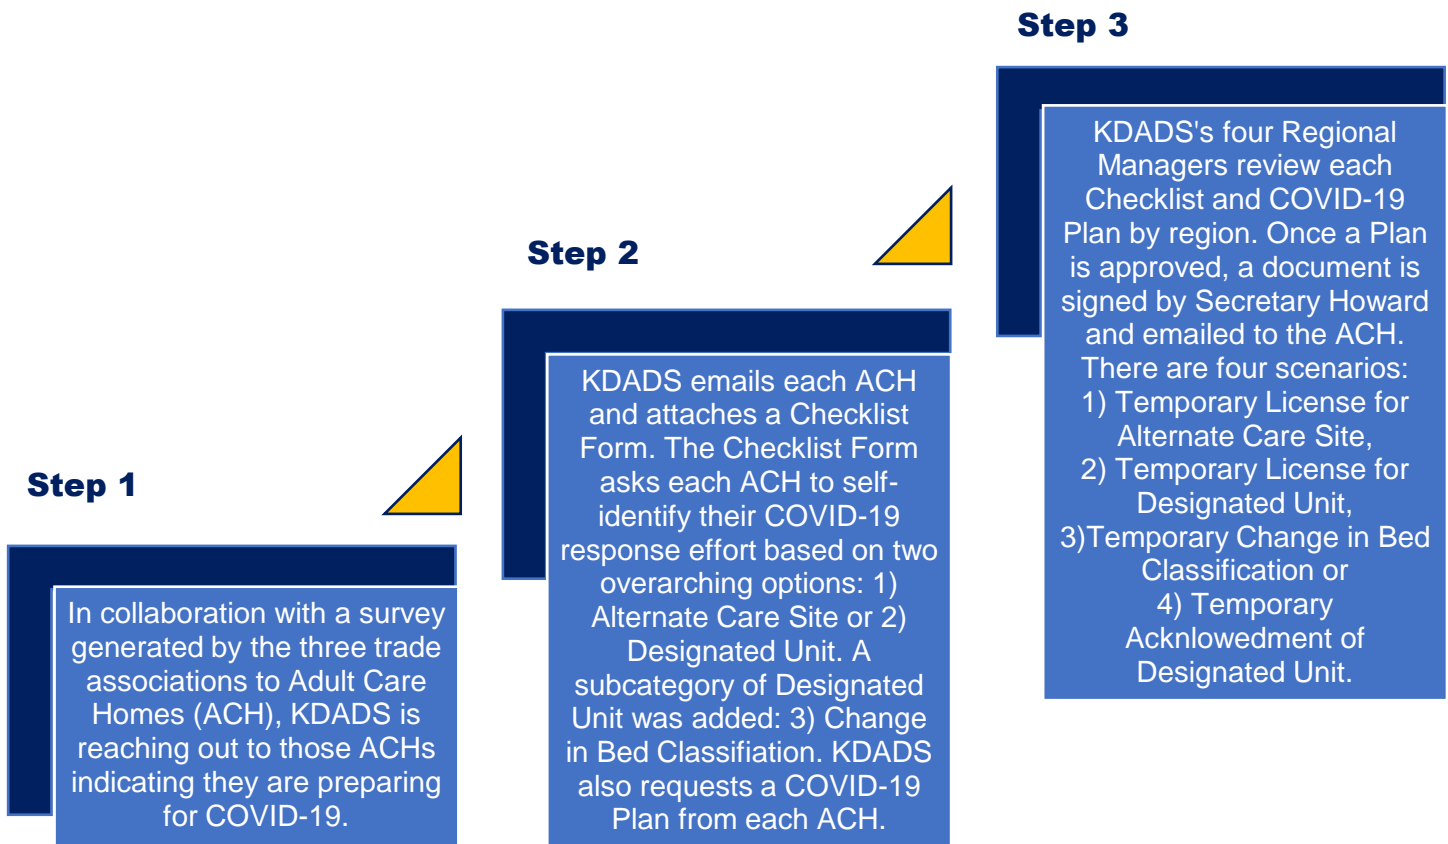 Step 1
In collaboration with a survey
generated by the three trade
associations to Adult Care
Homes (ACH), KDADS is
reaching out to those ACHs
indicating they are preparing
for COVID-19.
Step 2
KDADS emails each ACH
and attaches a Checklist
Form. The Checklist Form
asks each ACH to self-
identify their COVID-19
response effort based on two
overarching options: 1)
Alternate Care Site or 2)
Designated Unit. A
subcategory of Designated
Unit was added: 3) Change
in Bed Classifiation. KDADS
also requests a COVID-19
Plan from each ACH.
Step 3
KDADS's four Regional
Managers review each
Checklist and COVID-19
Plan by region. Once a Plan
is approved, a document is
signed by Secretary Howard
and emailed to the ACH.
There are four scenarios:
1) Temporary License for
Alternate Care Site,
2) Temporary License for
Designated Unit,
3)Temporary Change in Bed
Classification or
4) Temporary
Acknlowedment of
Designated Unit.